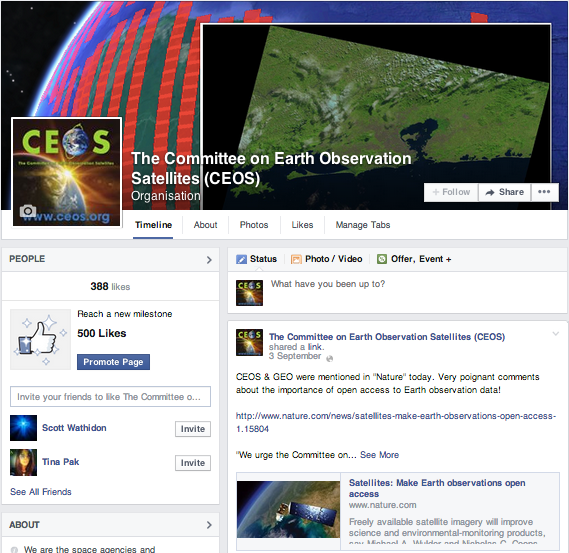 CEOS
The Committee on Earth Observation Satellites
www.ceos.org
The Committee on Earth Observation
Satellites (CEOS)
Organisation
+ Follow
Share
•••
Timeline
About
Photos
Likes
Manage Tabs
PEOPLE
388 likes
Reach a new milestone
500 Likes
Promote Page
Invite your friends to like The Committee o...
Scott Wathidon
Invite
Tina Pak
Invite
See All Friends
ABOUT
We are the space agencies and
Status
Photo / Video
Offer, Event +
CEOS
What have you been up to?
CEOS
The Committee on Earth Observation Satellites (CEOS)
shared a link.
3 September
CEOS & GEO were mentioned in "Nature" today. Very poignant comments
about the importance of open access to Earth observation data!
http://www.nature.com/news/satellites-make-earth-observations-open-access-
1.15804
"We urge the Committee on... See More
Satellites: Make Earth observations open
access
www.nature.com
Freely available satellite imagery will improve
science and environmental-monitoring products,
say Michael A. Wulder and Nicholas C. Coops